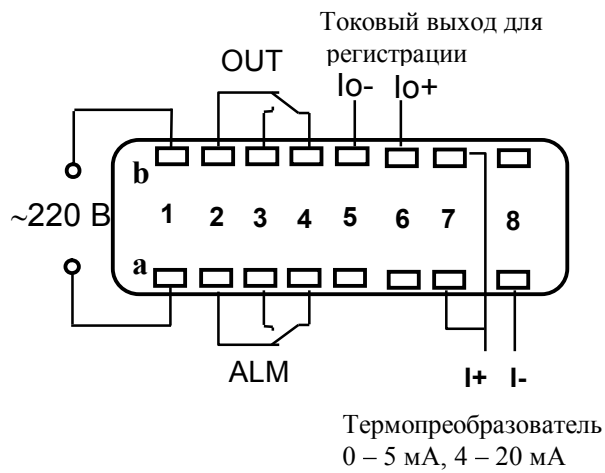 Токовый выход для
регистрации
OUT
Io- Io+
b
~220 В
1 2 3 4 5 6 7 8
a
ALM
I+ I-
Термопреобразователь
0 – 5 мА, 4 – 20 мА